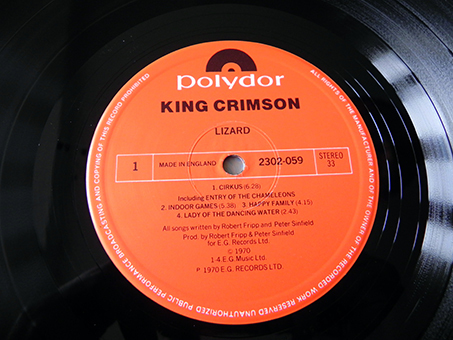 polydor
KING CRIMSON
LIZARD
1
MADE IN ENGLAND
2302-059
STEREO
33
1. CIRKUS (6.28)
Including ENTRY OF THE CHAMELEONS
2. INDOOR GAMES (5.38) 3. HAPPY FAMILY (4.15)
4. LADY OF THE DANCING WATER (2.43)
All songs written by Robert Fripp and Peter Sinfield
Prod. by Robert Fripp & Peter Sinfield
for E.G. Records Ltd.
© 1970
1-4 E.G Music Ltd.
℗ 1970 E.G. RECORDS LTD.
ALL RIGHTS OF THE MANUFACTURER AND OF THE OWNER OF THE RECORDED WORK RESERVED UNAUTHORIZED PUBLIC PERFORMANCE BROADCASTING AND COPYING OF THIS RECORD PROHIBITED